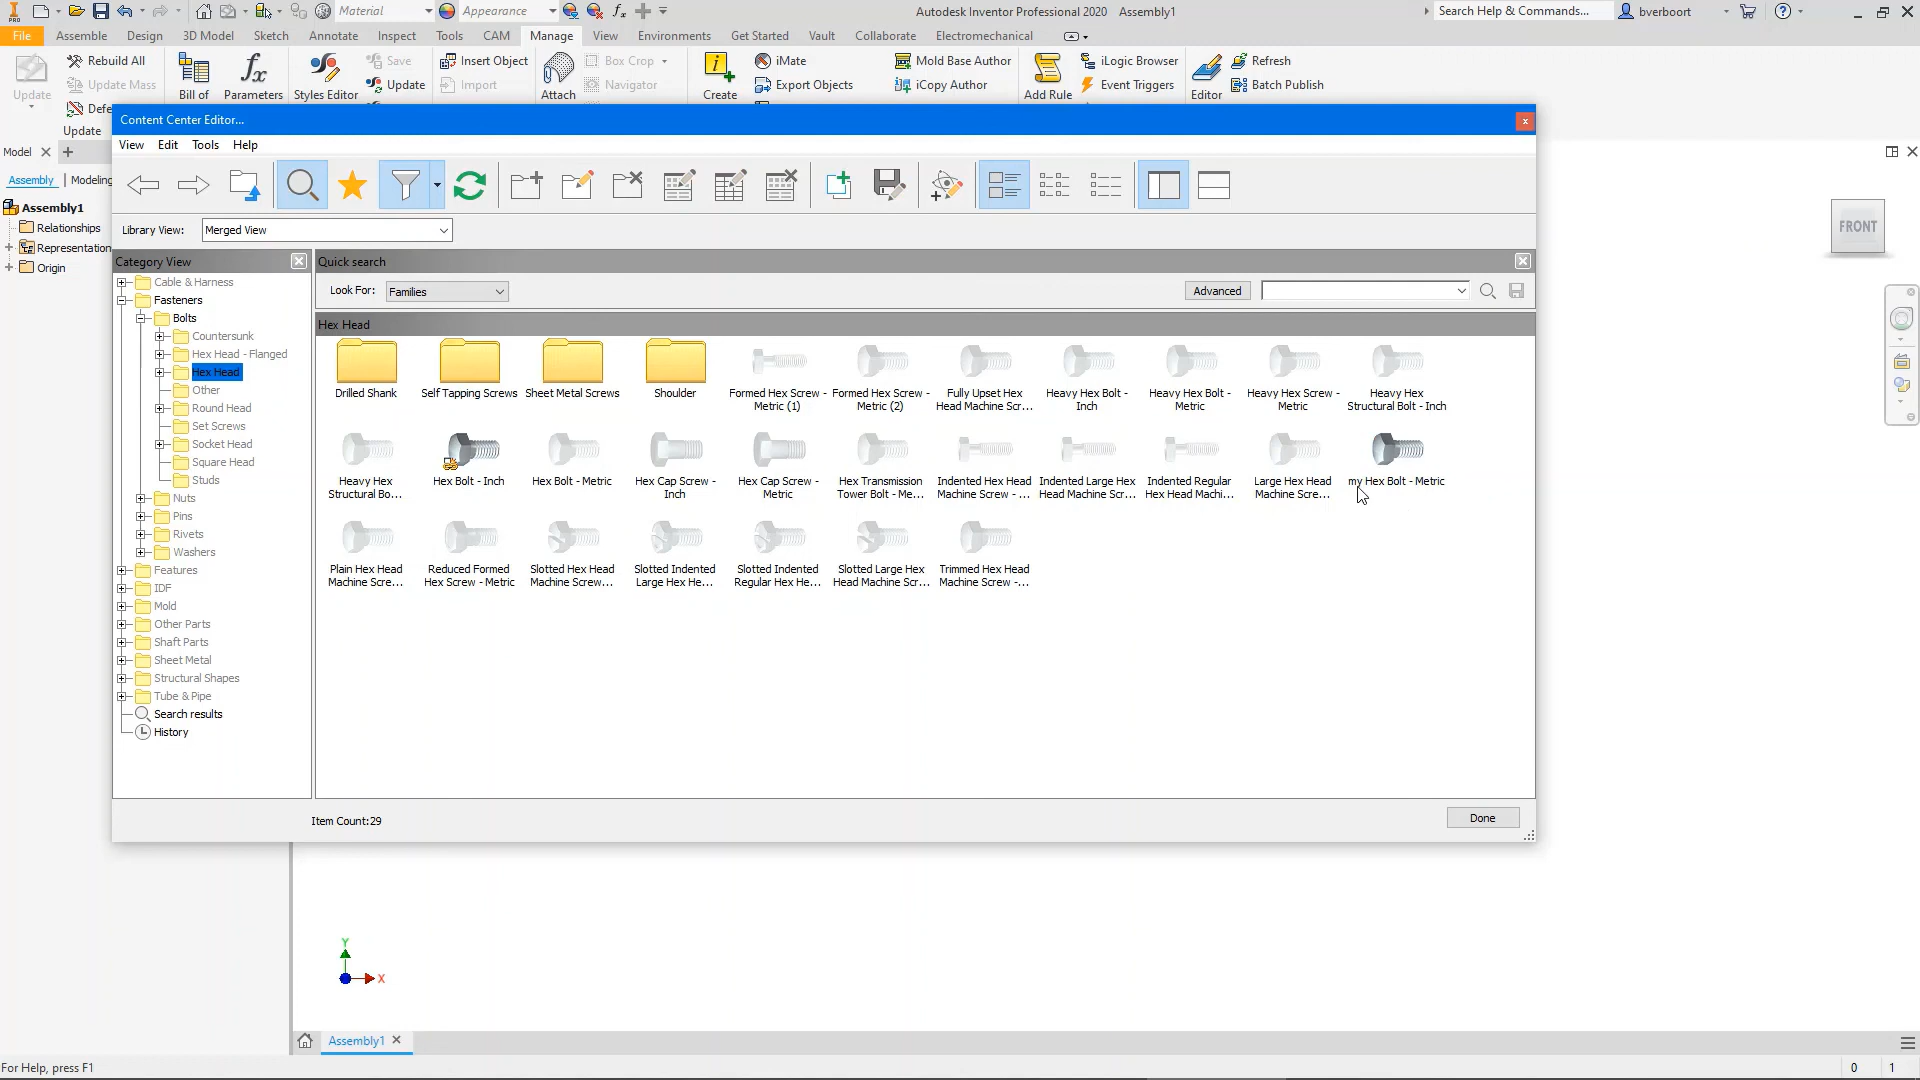 PRO
Material
Appearance
Autodesk Inventor Professional 2020 Assembly1
Search Help & Commands...
bverboort
File
Assemble
Design
3D Model
Sketch
Annotate
Inspect
Tools
CAM
Manage
View
Environments
Get Started
Vault
Collaborate
Electromechanical
Update
Rebuild All
Update Mass
Defe
Update
Bill of
Parameters
Styles Editor
Save
Update
Insert Object
Import
Attach
Box Crop
Navigator
Create
iMate
Export Objects
Mold Base Author
iCopy Author
Add Rule
iLogic Browser
Event Triggers
Editor
Refresh
Batch Publish
Model
Assembly
Modeling
Assembly1
Relationships
Representation
Origin
FRONT
Content Center Editor...
View Edit Tools Help
Library View:
Merged View
Category View
Cable & Harness
Fasteners
Bolts
Countersunk
Hex Head - Flanged
Hex Head
Other
Round Head
Set Screws
Socket Head
Square Head
Studs
Nuts
Pins
Rivets
Washers
Features
IDF
Mold
Other Parts
Shaft Parts
Sheet Metal
Structural Shapes
Tube & Pipe
Search results
History
Quick search
Look For:
Families
Advanced
Hex Head
Drilled Shank
Self Tapping Screws
Sheet Metal Screws
Shoulder
Formed Hex Screw -
Metric (1)
Formed Hex Screw -
Metric (2)
Fully Upset Hex
Head Machine Scr...
Heavy Hex Bolt -
Inch
Heavy Hex Bolt -
Metric
Heavy Hex Screw -
Metric
Heavy Hex
Structural Bolt - Inch
Heavy Hex
Structural Bo...
Hex Bolt - Inch
Hex Bolt - Metric
Hex Cap Screw -
Inch
Hex Cap Screw -
Metric
Hex Transmission
Tower Bolt - Me...
Indented Hex Head
Machine Screw - ...
Indented Large Hex
Head Machine Scr...
Indented Regular
Hex Head Machi...
Large Hex Head
Machine Scre...
my Hex Bolt - Metric
Plain Hex Head
Machine Scre...
Reduced Formed
Hex Screw - Metric
Slotted Hex Head
Machine Screw...
Slotted Indented
Large Hex He...
Slotted Indented
Regular Hex He...
Slotted Large Hex
Head Machine Scr...
Trimmed Hex Head
Machine Screw -...
Item Count:29
Done
Y
X
Assembly1
For Help, press F1
0
1